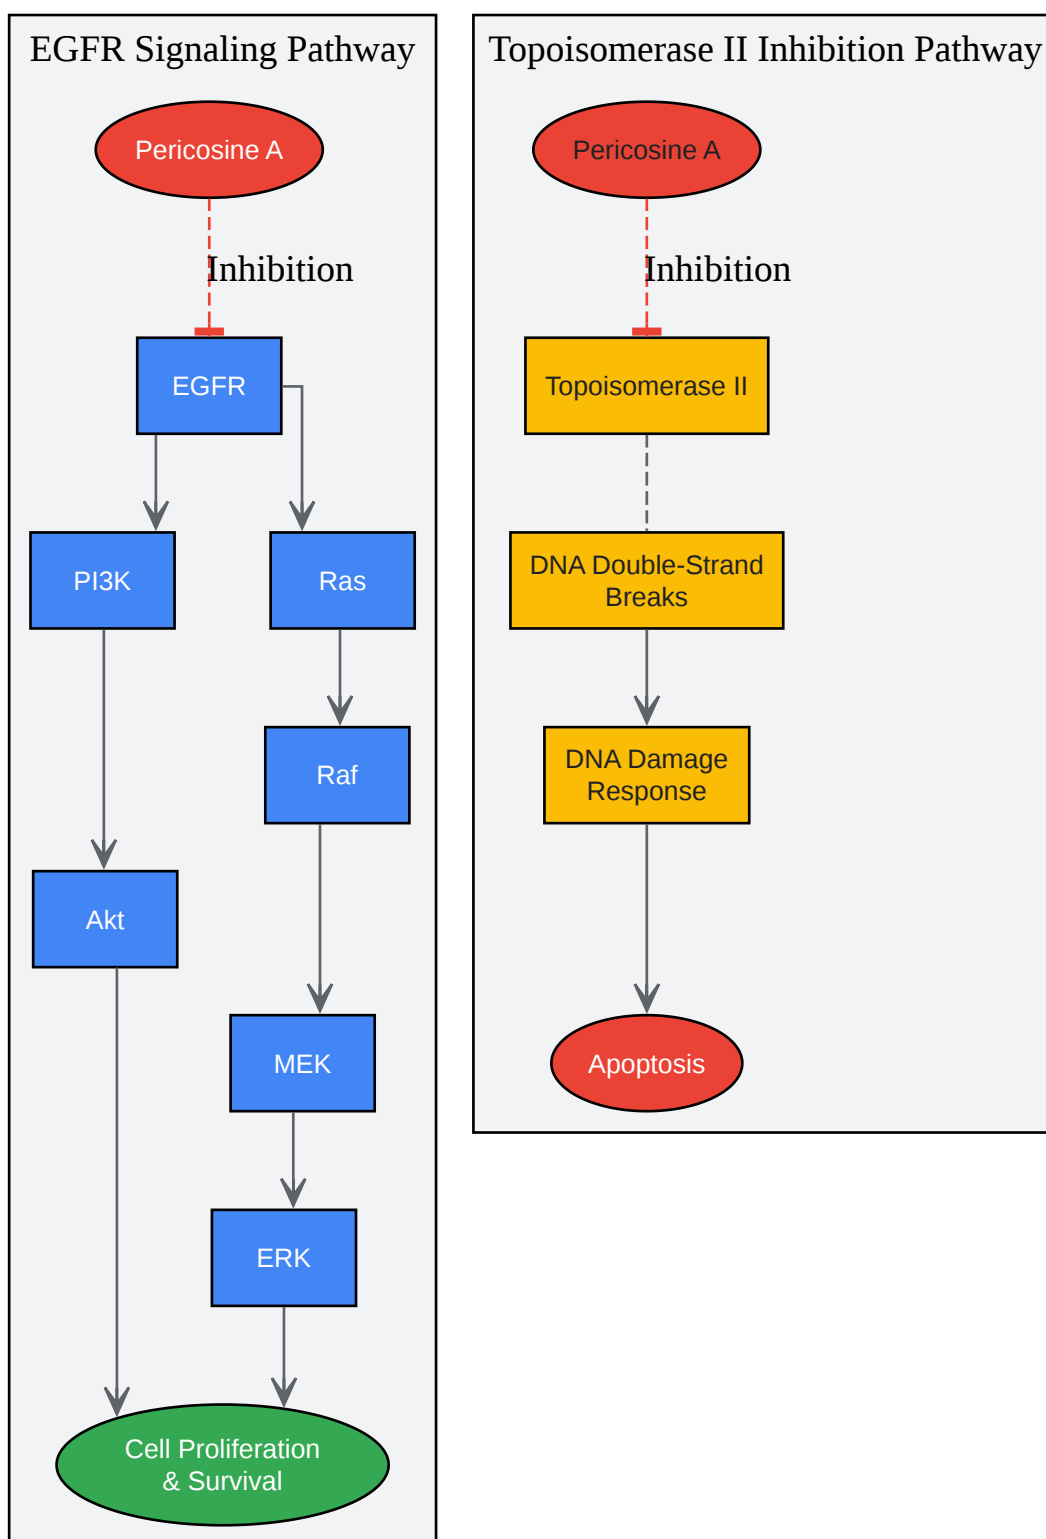 EGFR Signaling Pathway
Pericosine A
Inhibition
EGFR
PI3K
Ras
Raf
Akt
MEK
ERK
Cell Proliferation
& Survival
Topoisomerase II Inhibition Pathway
Pericosine A
Inhibition
Topoisomerase II
DNA Double-Strand
Breaks
DNA Damage
Response
Apoptosis